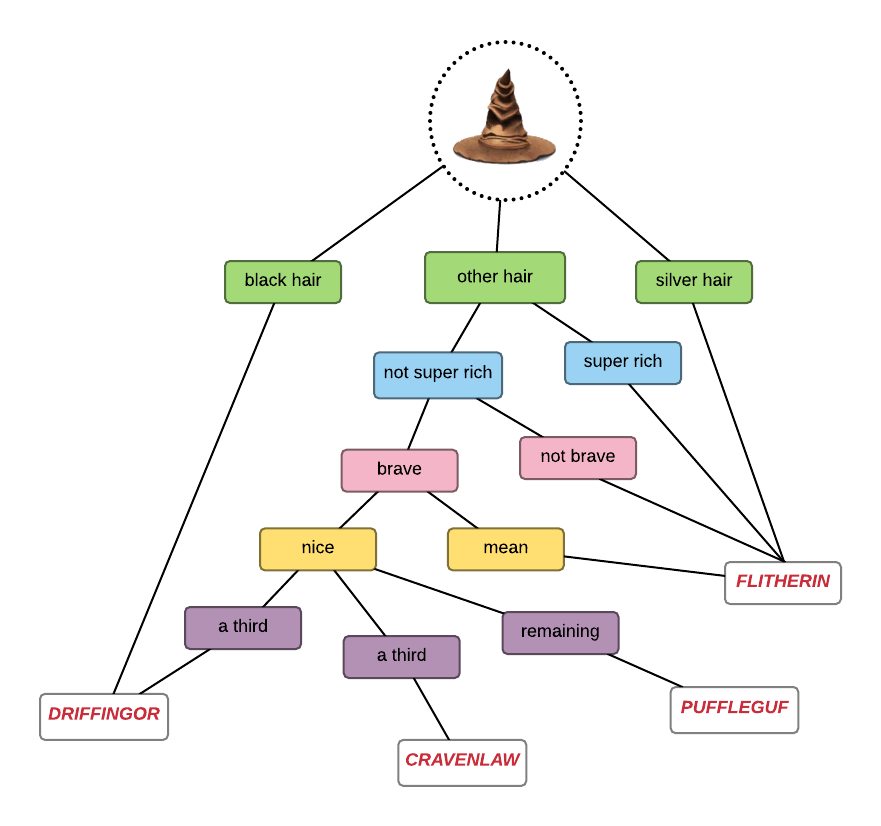 black hair
other hair
silver hair
not super rich
super rich
brave
not brave
nice
mean
FLITHERIN
a third
a third
remaining
DRIFFINGOR
CRAVENLAW
PUFFLEGUF